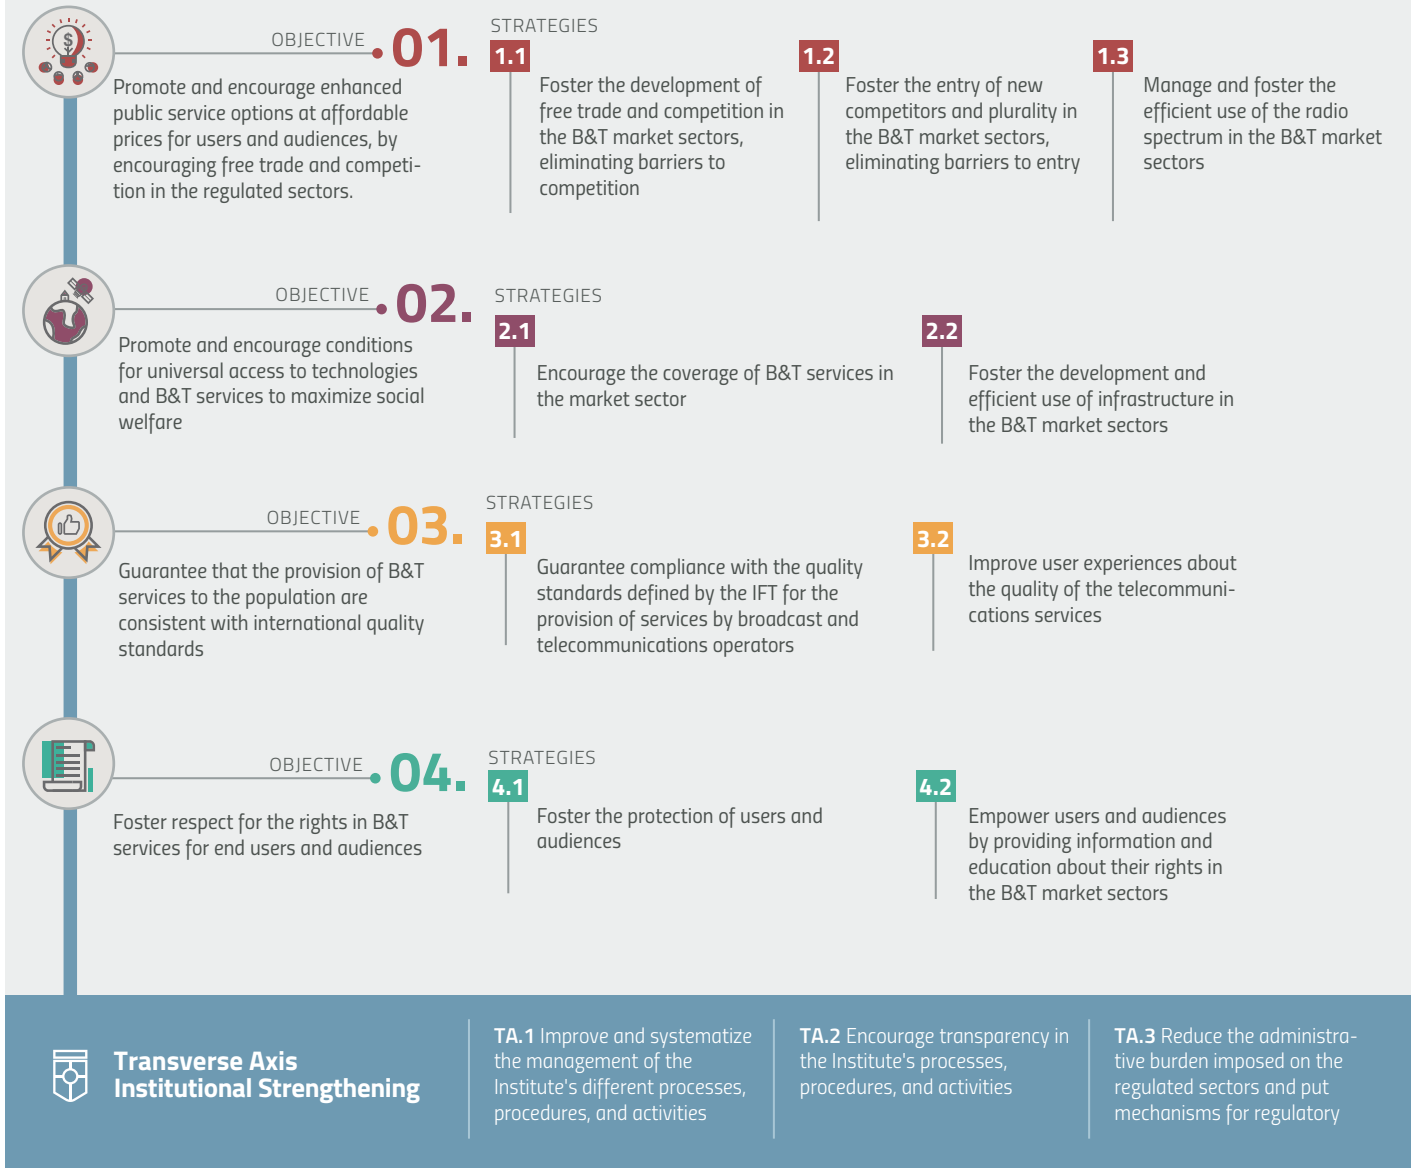 OBJECTIVE 01.
Promote and encourage enhanced
public service options at affordable
prices for users and audiences, by
encouraging free trade and competi-
tion in the regulated sectors.
STRATEGIES
1.1
Foster the development of
free trade and competition in
the B&T market sectors,
eliminating barriers to
competition
1.2
Foster the entry of new
competitors and plurality in
the B&T market sectors,
eliminating barriers to entry
1.3
Manage and foster the
efficient use of the radio
spectrum in the B&T market
sectors
OBJECTIVE 02.
Promote and encourage conditions
for universal access to technologies
and B&T services to maximize social
welfare
STRATEGIES
2.1
Encourage the coverage of B&T services in
the market sector
2.2
Foster the development and
efficient use of infrastructure in
the B&T market sectors
OBJECTIVE 03.
Guarantee that the provision of B&T
services to the population are
consistent with international quality
standards
STRATEGIES
3.1
Guarantee compliance with the quality
standards defined by the IFT for the
provision of services by broadcast and
telecommunications operators
3.2
Improve user experiences about
the quality of the telecommuni-
cations services
OBJECTIVE 04.
Foster respect for the rights in B&T
services for end users and audiences
STRATEGIES
4.1
Foster the protection of users and
audiences
4.2
Empower users and audiences
by providing information and
education about their rights in
the B&T market sectors
Transverse Axis
Institutional Strengthening
TA.1 Improve and systematize
the management of the
Institute's different processes,
procedures, and activities
TA.2 Encourage transparency in
the Institute's processes,
procedures, and activities
TA.3 Reduce the administra-
tive burden imposed on the
regulated sectors and put
mechanisms for regulatory